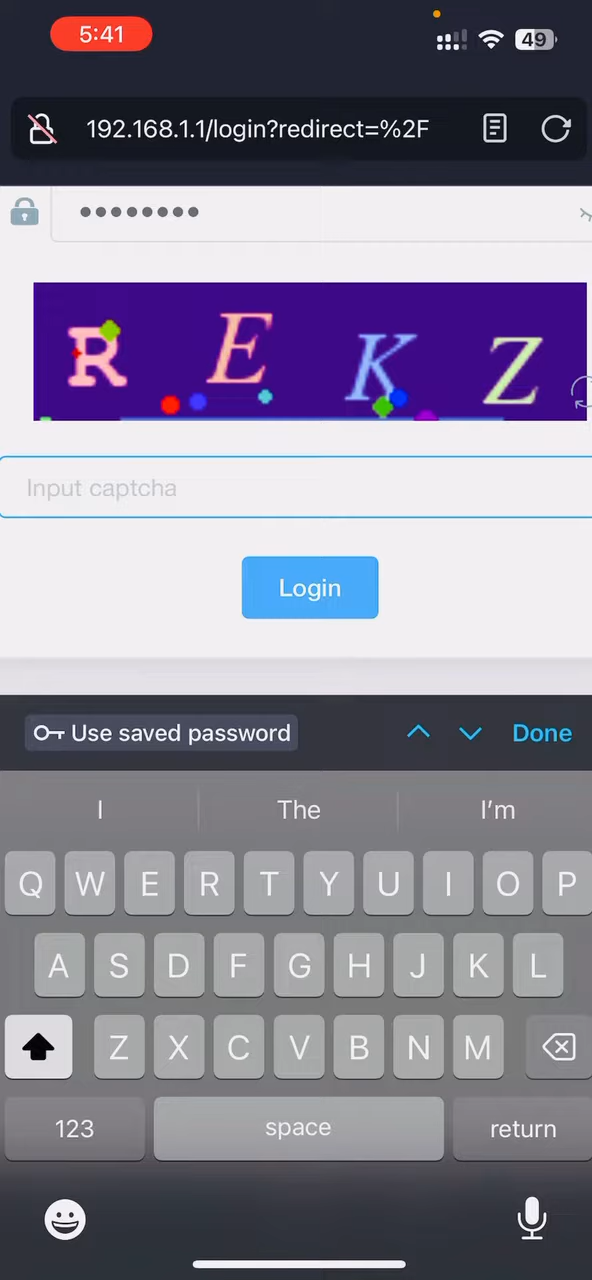 5:41
49
192.168.1.1/login?redirect=%2F
R E K Z
Input captcha
Login
Use saved password
Done
I The I'm
Q W E R T Y U I O P
A S D F G H J K L
Z X C V B N M
123 space return